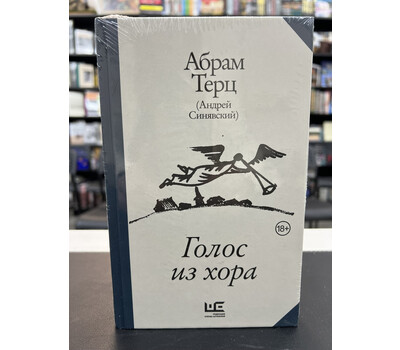 Абрам
Терц
(Андрей
Синявский)
18+
Голос
из хора